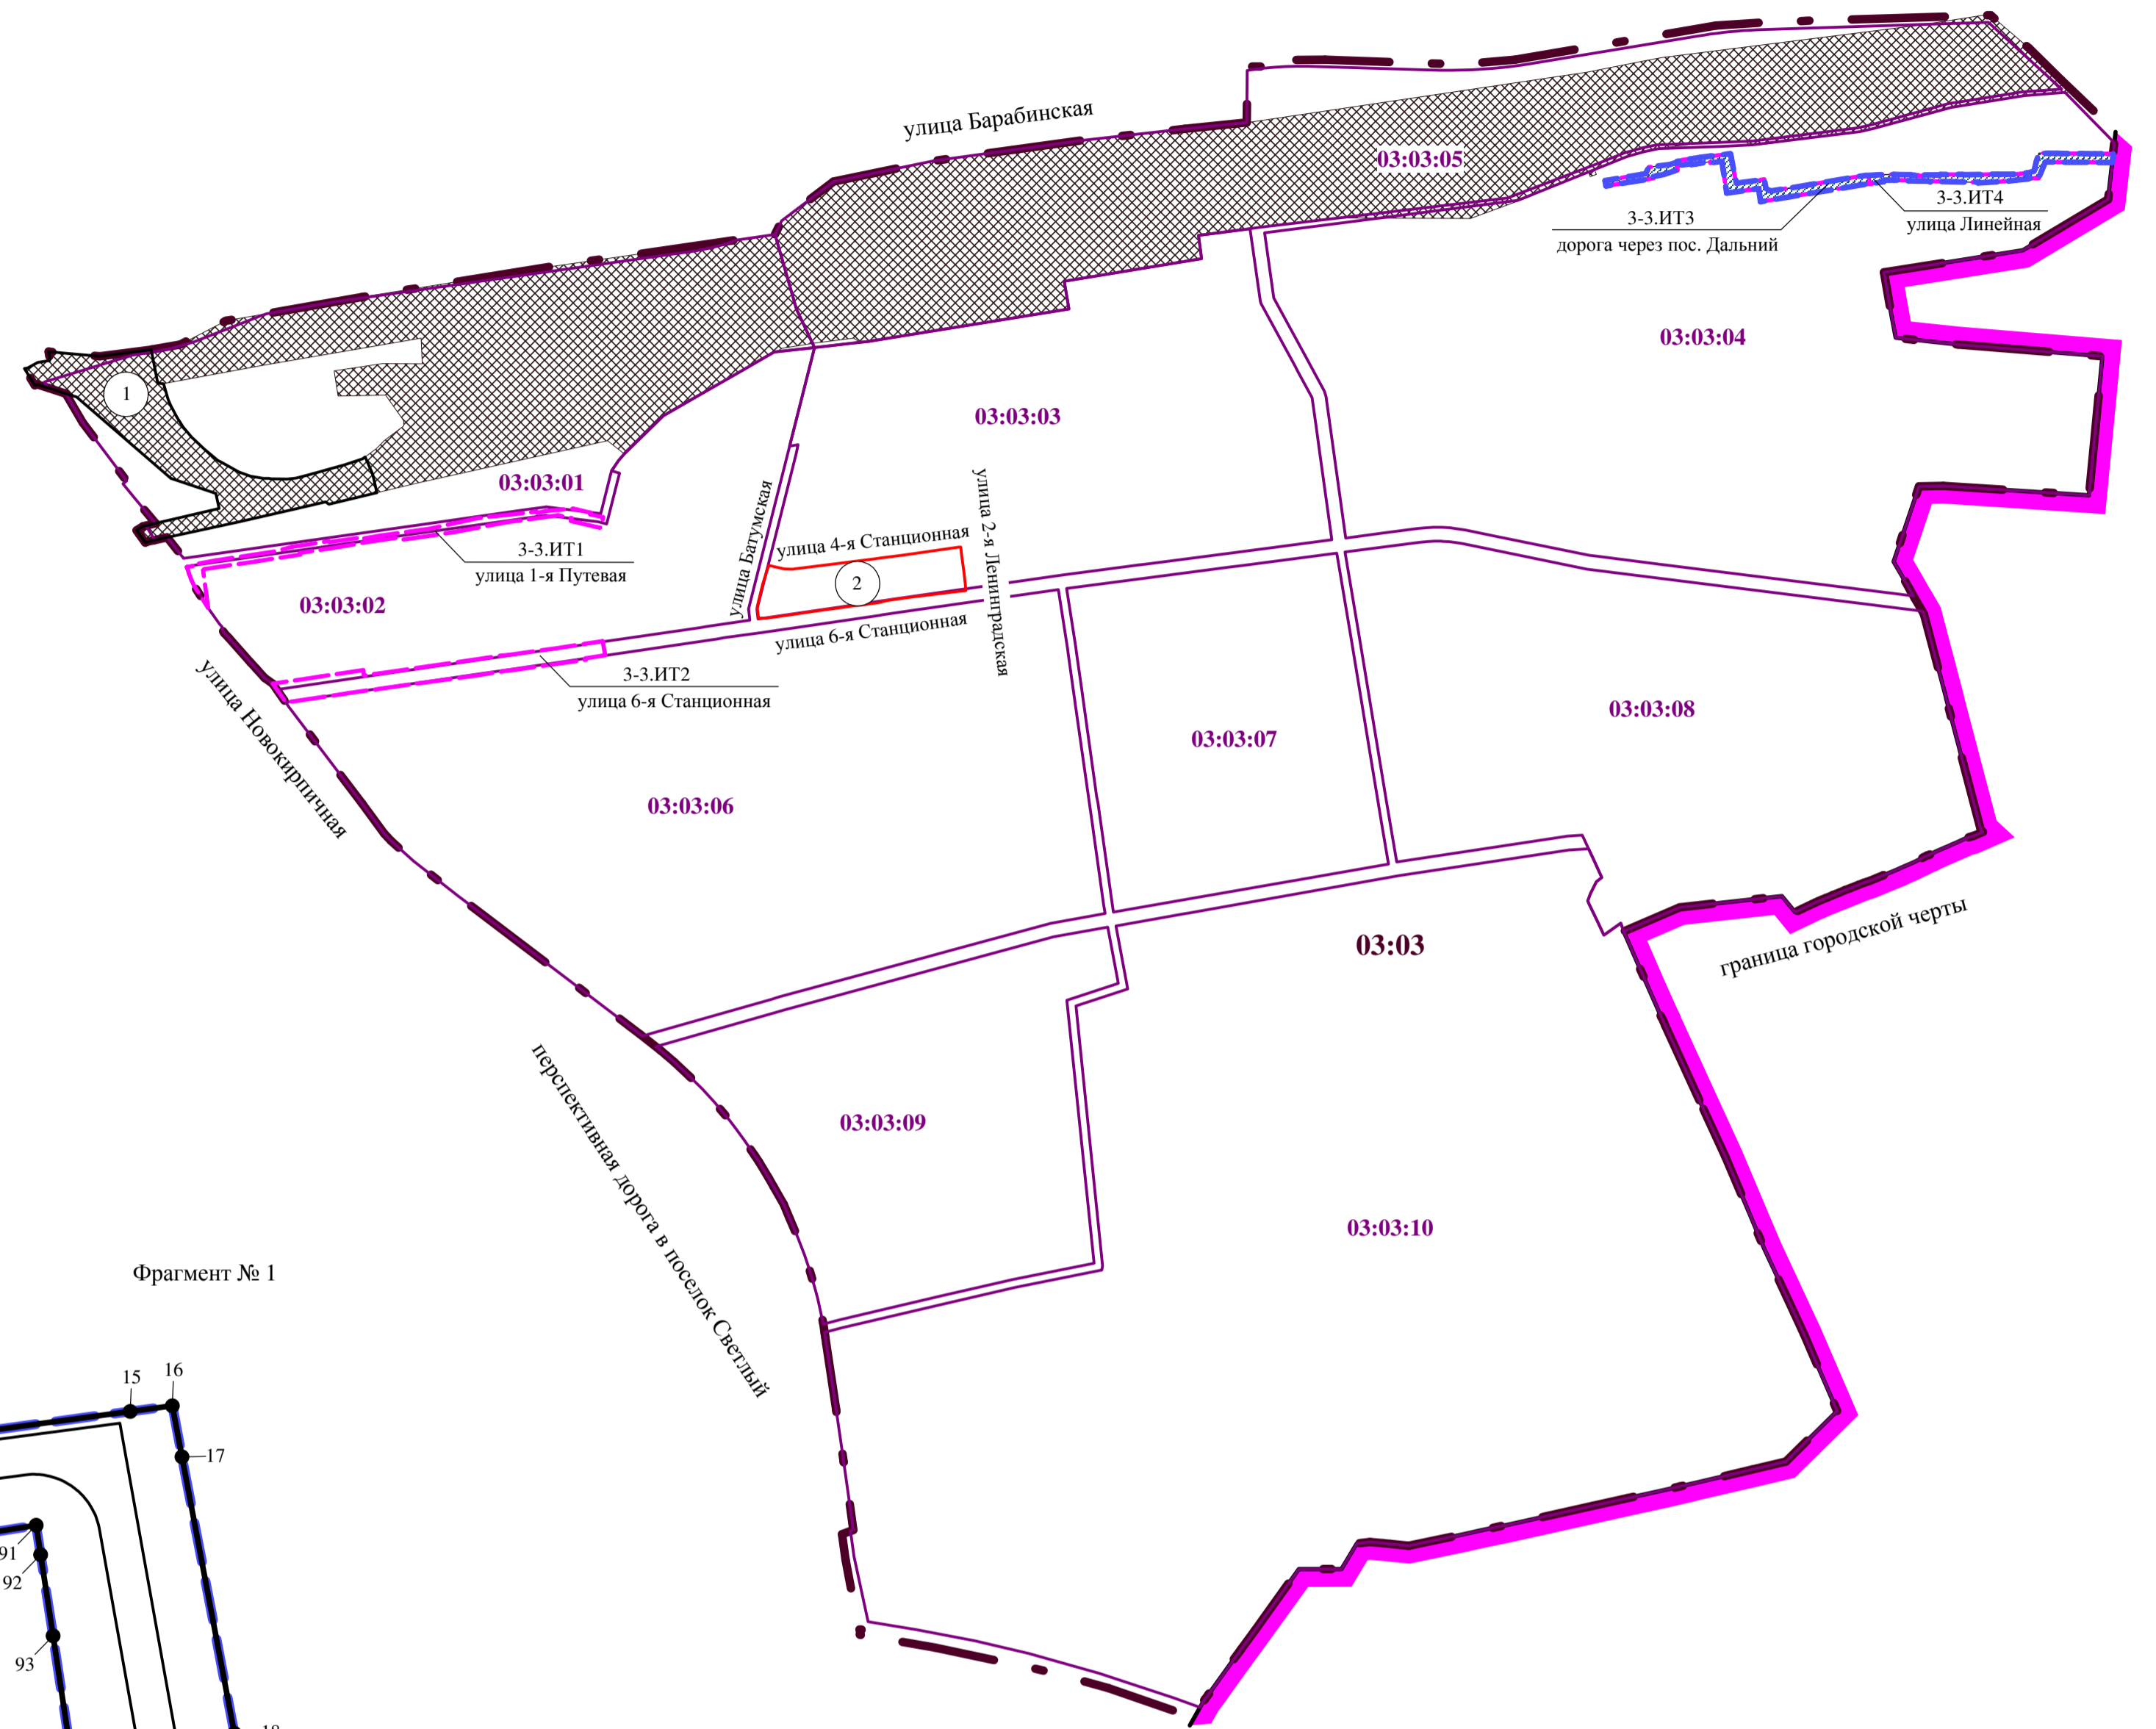 улица Барабинская
03:03:05
3-3.ИТ4
улица Линейная
3-3.ИТ3
дорога через пос. Дальний
03:03:04
1
03:03:03
03:03:01
улица Батумская
улица 2-я Ленинградская
улица 4-я Станционная
3-3.ИТ1
улица 1-я Путевая
2
03:03:02
улица 6-я Станционная
3-3.ИТ2
улица 6-я Станционная
улица Новокирпичная
03:03:08
03:03:07
03:03:06
граница городской черты
03:03
перспективная дорога в поселок Светлый
03:03:09
03:03:10
Фрагмент № 1
15
16
17
91
92
93